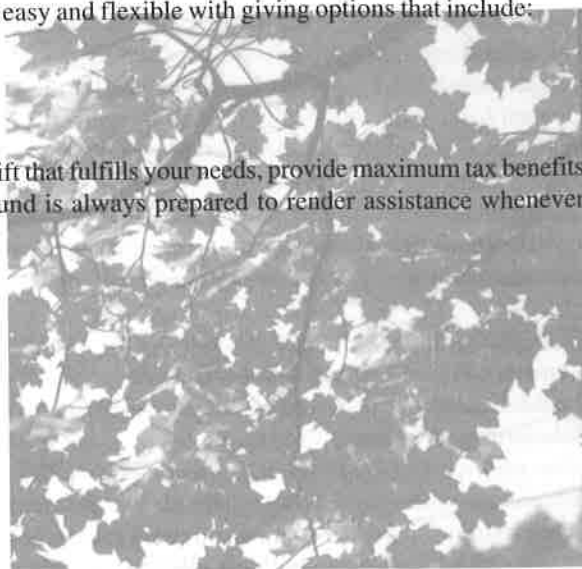 easy and flexible with giving options that include:
ift that fulfills your needs, provide maximum tax benefits
und is always prepared to render assistance whenever